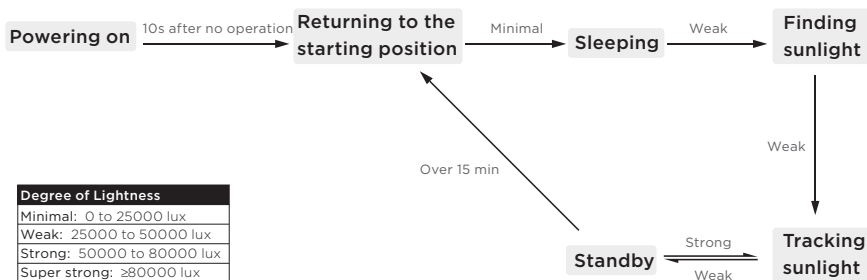 Powering on
10s after no operation
Returning to the
starting position
Minimal
Sleeping
Weak
Finding
sunlight
Weak
Over 15 min
Degree of Lightness
Minimal: 0 to 25000 lux
Weak: 25000 to 50000 lux
Strong: 50000 to 80000 lux
Super strong: ≥80000 lux
Standby
Strong
Weak
Tracking
sunlight